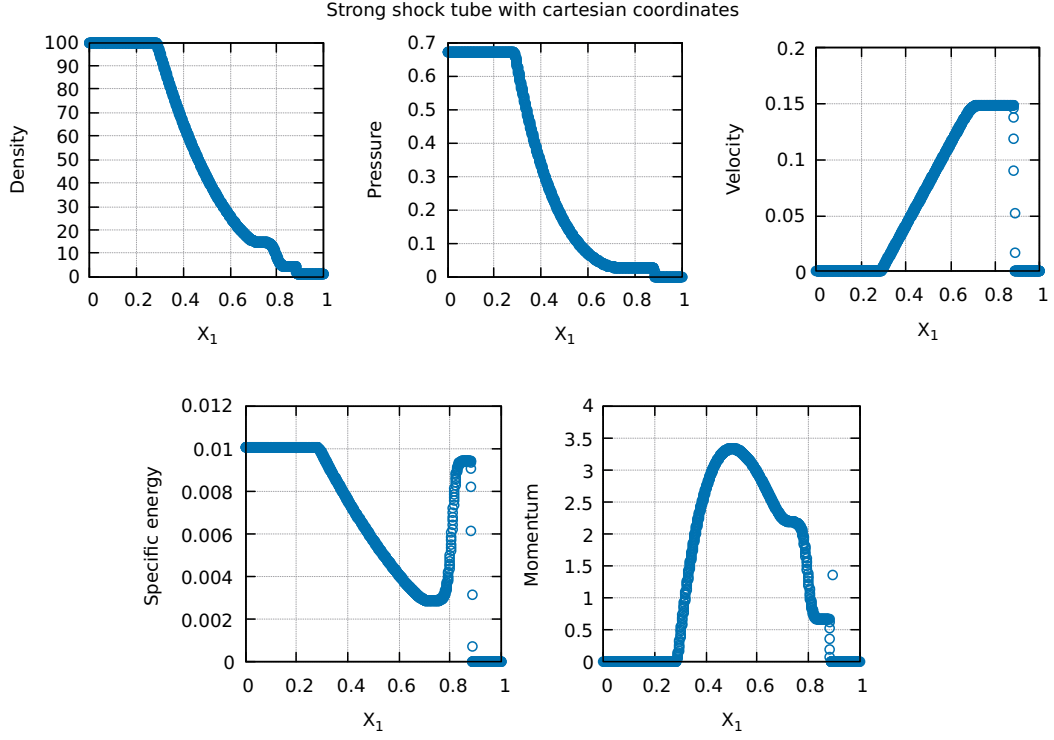 Strong shock tube with cartesian coordinates
Density
100
90
80
70
60
50
40
30
20
10
0
0 0.2 0.4 0.6 0.8 1
X1
Pressure
0.7
0.6
0.5
0.4
0.3
0.2
0.1
0
0 0.2 0.4 0.6 0.8 1
X1
Velocity
0.2
0.15
0.1
0.05
0
0 0.2 0.4 0.6 0.8 1
X1
Specific energy
0.012
0.01
0.008
0.006
0.004
0.002
0
0 0.2 0.4 0.6 0.8 1
X1
Momentum
4
3.5
3
2.5
2
1.5
1
0.5
0
0 0.2 0.4 0.6 0.8 1
X1